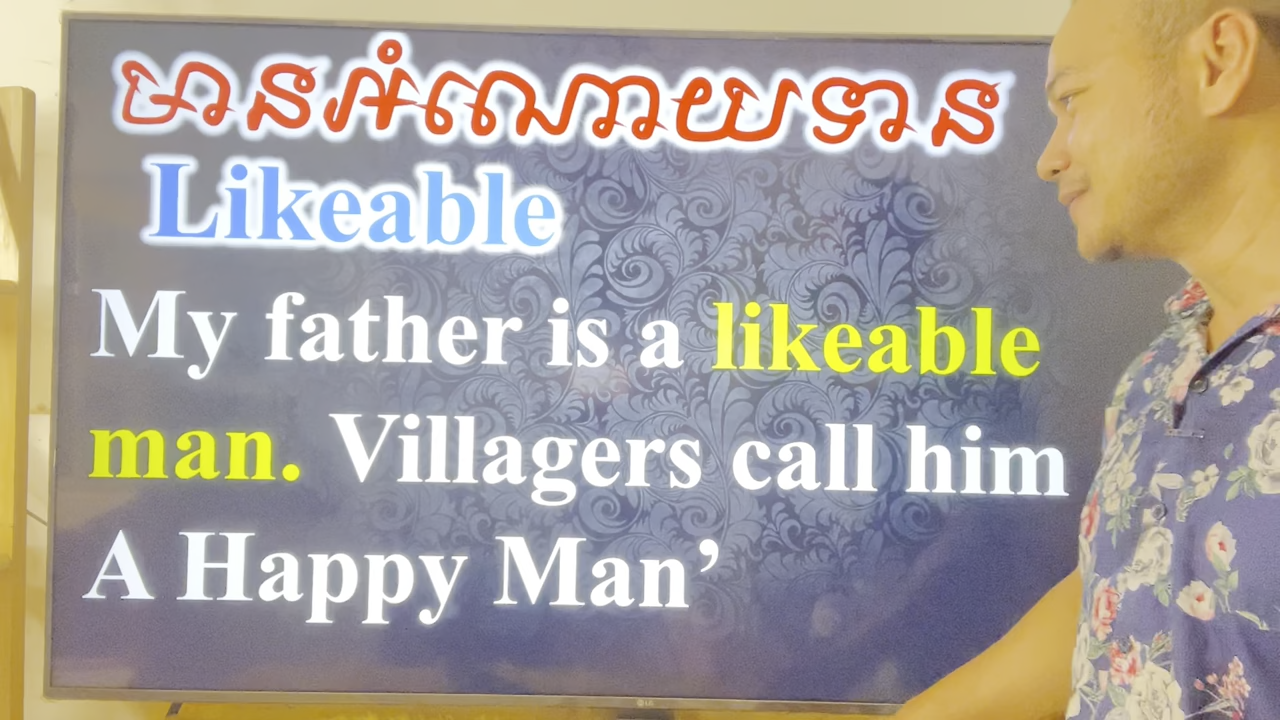 មានអំណោយទាន
Likeable
My father is a likeable
man. Villagers call him
A Happy Man’
LG